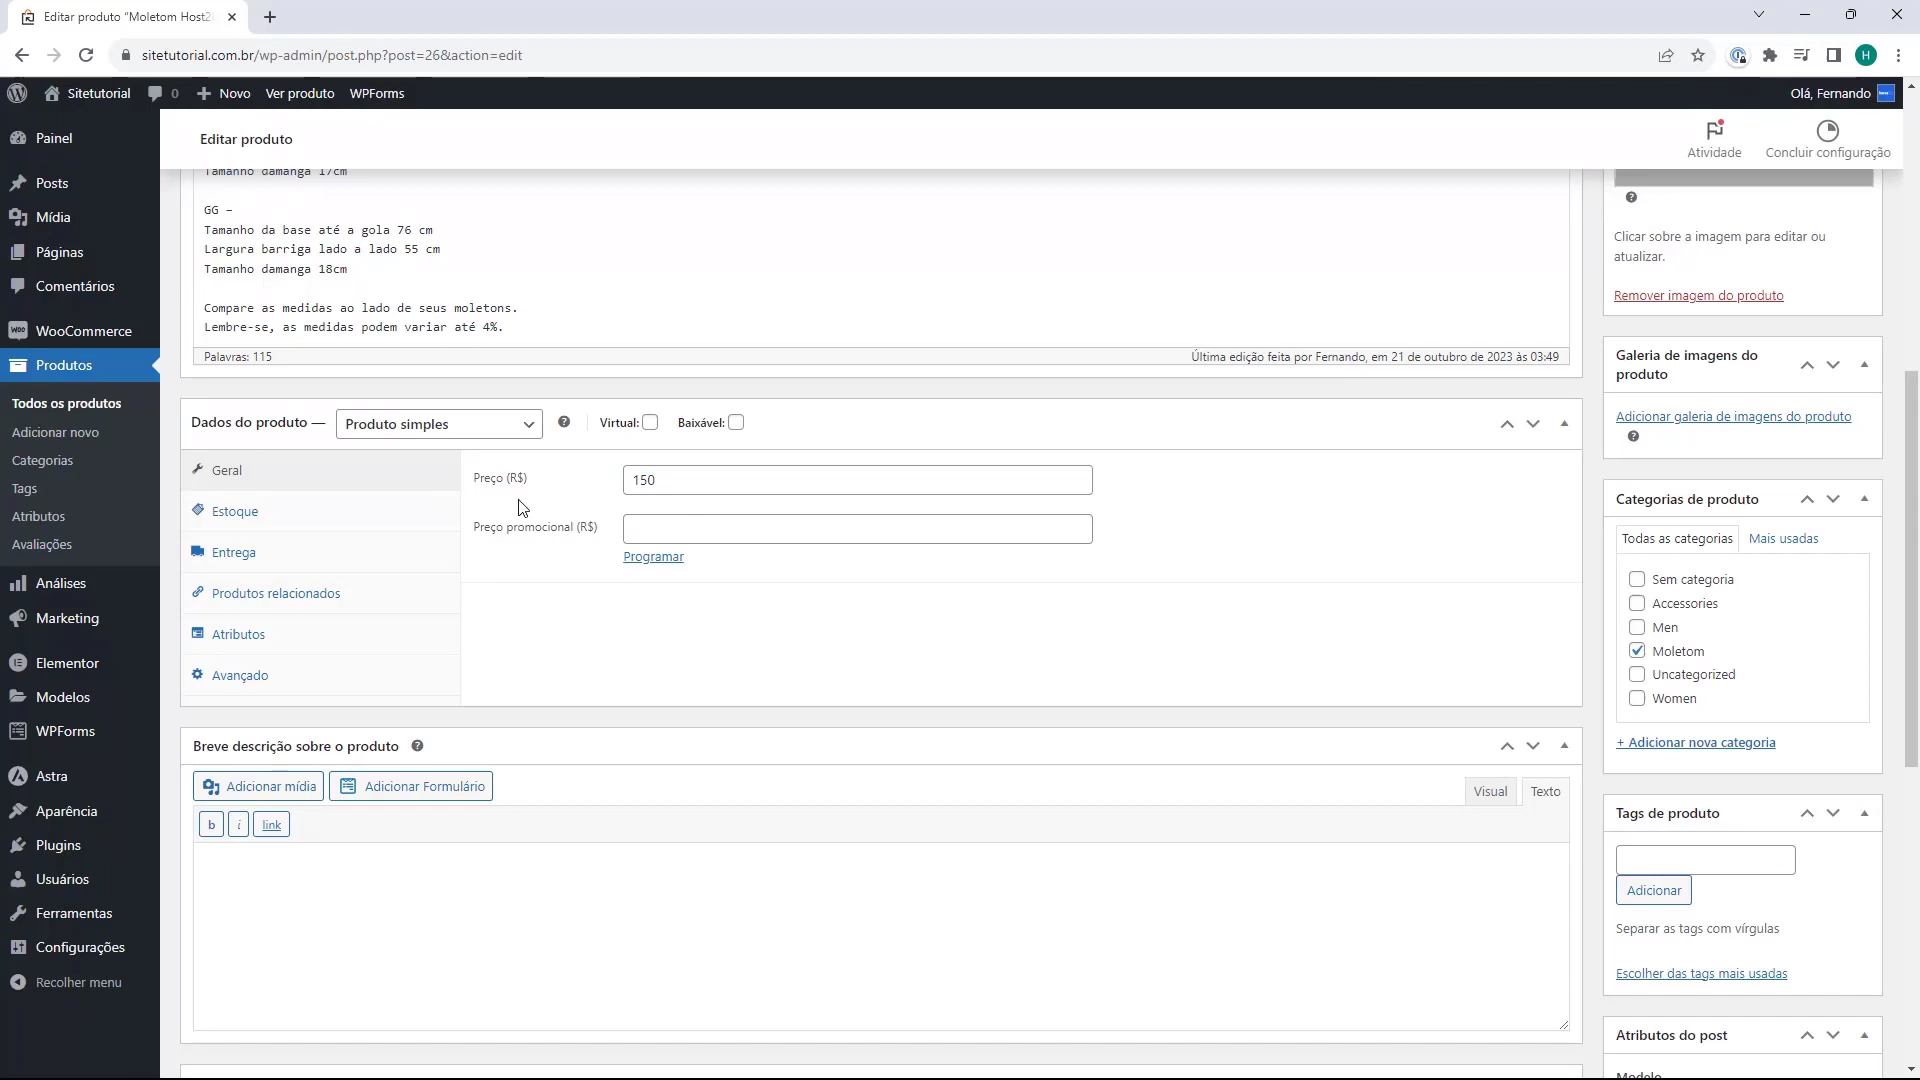 Editar produto “Moletom Host2
sitetutorial.com.br/wp-admin/post.php?post=26&action=edit
H
Sitetutorial
0
Novo
Ver produto
WPForms
Olá, Fernando
Painel
Posts
Mídia
Páginas
Comentários
WooCommerce
Produtos
Todos os produtos
Adicionar novo
Categorias
Tags
Atributos
Avaliações
Análises
Marketing
Elementor
Modelos
WPForms
Astra
Aparência
Plugins
Usuários
Ferramentas
Configurações
Recolher menu
Editar produto
Atividade
Concluir configuração
Tamanho damanga 17cm
GG –
Tamanho da base até a gola 76 cm
Largura barriga lado a lado 55 cm
Tamanho damanga 18cm
Compare as medidas ao lado de seus moletons.
Lembre-se, as medidas podem variar até 4%.
Palavras: 115
Última edição feita por Fernando, em 21 de outubro de 2023 às 03:49
Dados do produto —
Produto simples
Virtual:
Baixável:
Geral
Estoque
Entrega
Produtos relacionados
Atributos
Avançado
Preço (R$)
150
Preço promocional (R$)
Programar
Breve descrição sobre o produto
Adicionar mídia
Adicionar Formulário
Visual
Texto
b
i
link
Clicar sobre a imagem para editar ou
atualizar.
Remover imagem do produto
Galeria de imagens do
produto
Adicionar galeria de imagens do produto
Categorias de produto
Todas as categorias
Mais usadas
Sem categoria
Accessories
Men
Moletom
Uncategorized
Women
+ Adicionar nova categoria
Tags de produto
Adicionar
Separar as tags com vírgulas
Escolher das tags mais usadas
Atributos do post
Modelo